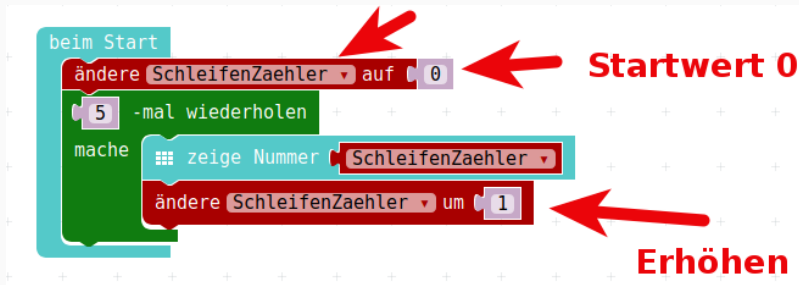 beim Start
ändere SchleifenZaehler auf 0
Startwert 0
5 -mal wiederholen
mache
zeige Nummer SchleifenZaehler
ändere SchleifenZaehler um 1
Erhöhen